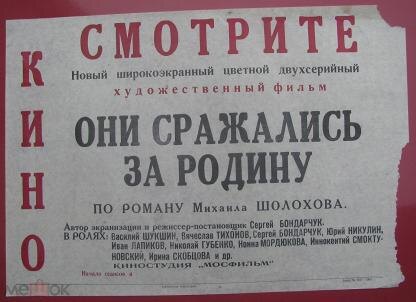 КИНО
СМОТРИТЕ
Новый широкоэкранный цветной двухсерийный
художественный фильм
ОНИ СРАЖАЛИСЬ
ЗА РОДИНУ
ПО РОМАНУ Михаила ШОЛОХОВА.
Автор экранизации и режиссер-постановщик Сергей БОНДАРЧУК.
В РОЛЯХ: Василий ШУКШИН, Вячеслав ТИХОНОВ, Сергей БОНДАРЧУК, Юрий НИКУЛИН,
Иван ЛАПИКОВ, Николай ГУБЕНКО, Нонна МОРДЮКОВА, Иннокентий СМОКТУ-
НОВСКИЙ, Ирина СКОБЦОВА и др.
КИНОСТУДИЯ „МОСФИЛЬМ"
Начало сеансов в